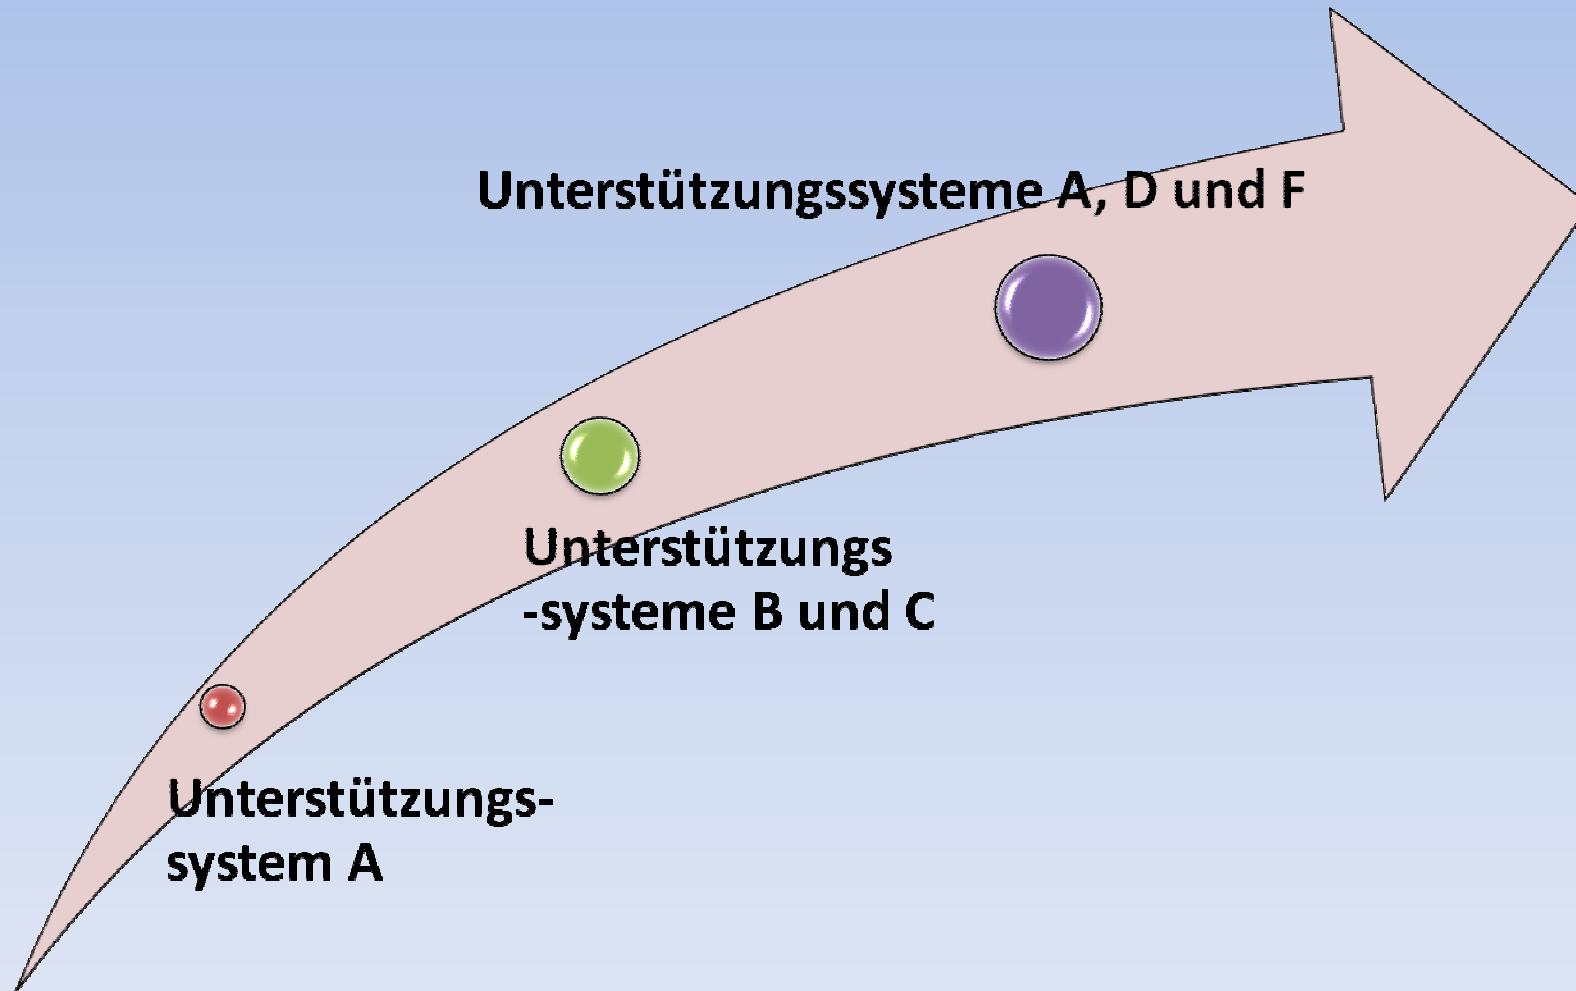 Unterstützungssysteme A, D und F
Unterstützungs
-systeme B und C
Unterstützungs-
system A